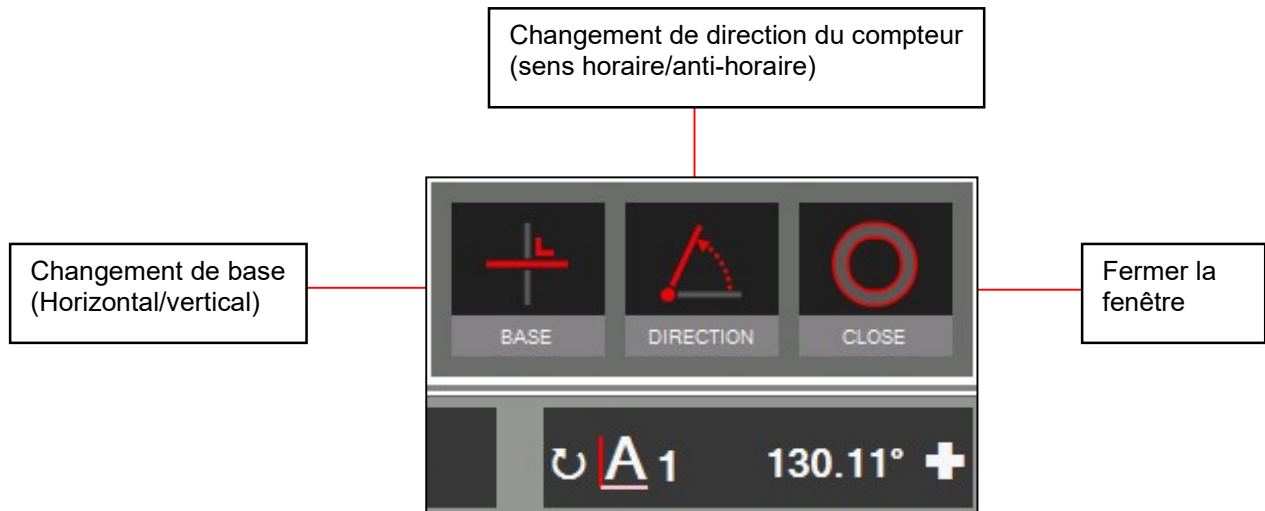 Changement de direction du compteur
(sens horaire/anti-horaire)
Changement de base
(Horizontal/vertical)
Fermer la
fenêtre
BASE DIRECTION CLOSE
↻ A 1 130.11° +